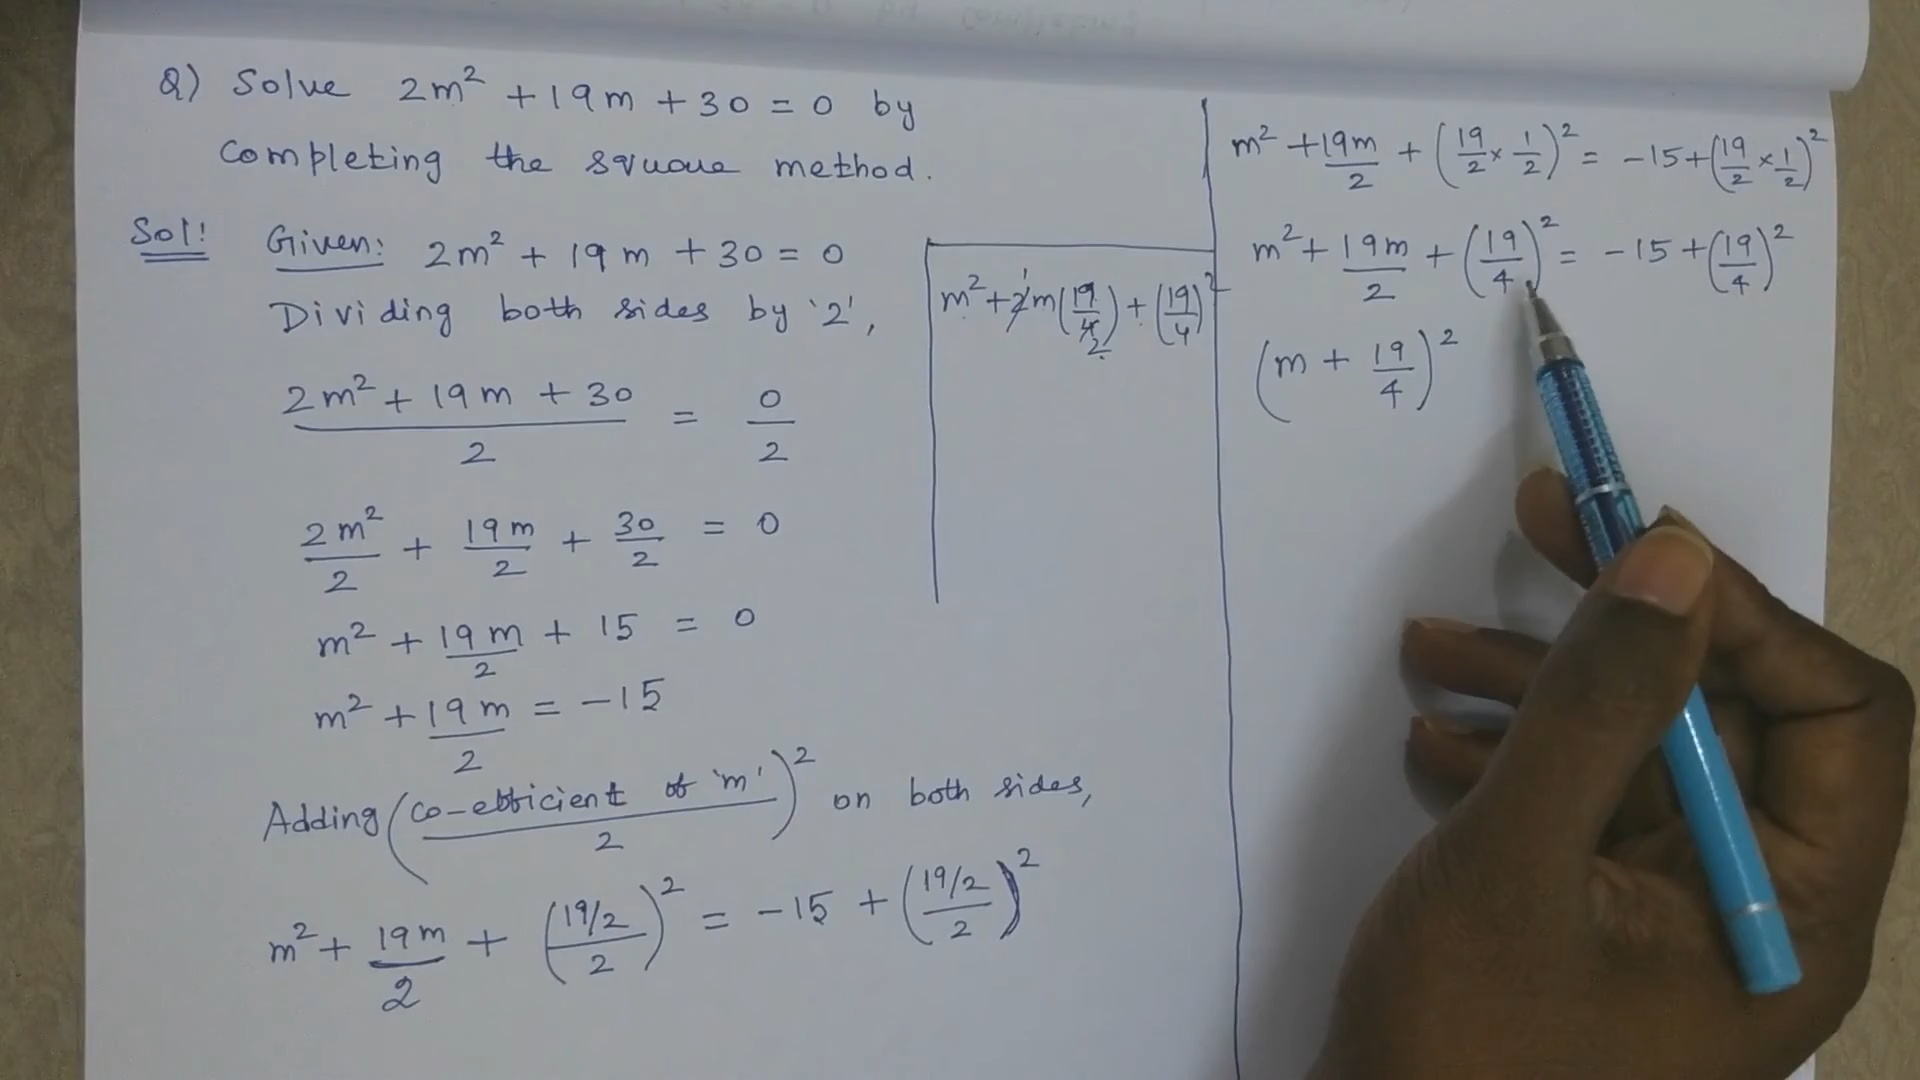 Q) Solve 2m² + 19m + 30 = 0 by
completing the square method.
Sol: Given: 2m² + 19m + 30 = 0
Dividing both sides by '2',
(2m² + 19m + 30)/2 = 0/2
2m²/2 + 19m/2 + 30/2 = 0
m² + 19m/2 + 15 = 0
m² + 19m/2 = -15
Adding (co-efficient of 'm'/2)² on both sides,
m² + 19m/2 + ((19/2)/2)² = -15 + ((19/2)/2)²
m² + 2m(19/4) + (19/4)²
1
2
m² + 19m/2 + (19/2 × 1/2)² = -15 + (19/2 × 1/2)²
m² + 19m/2 + (19/4)² = -15 + (19/4)²
(m + 19/4)²